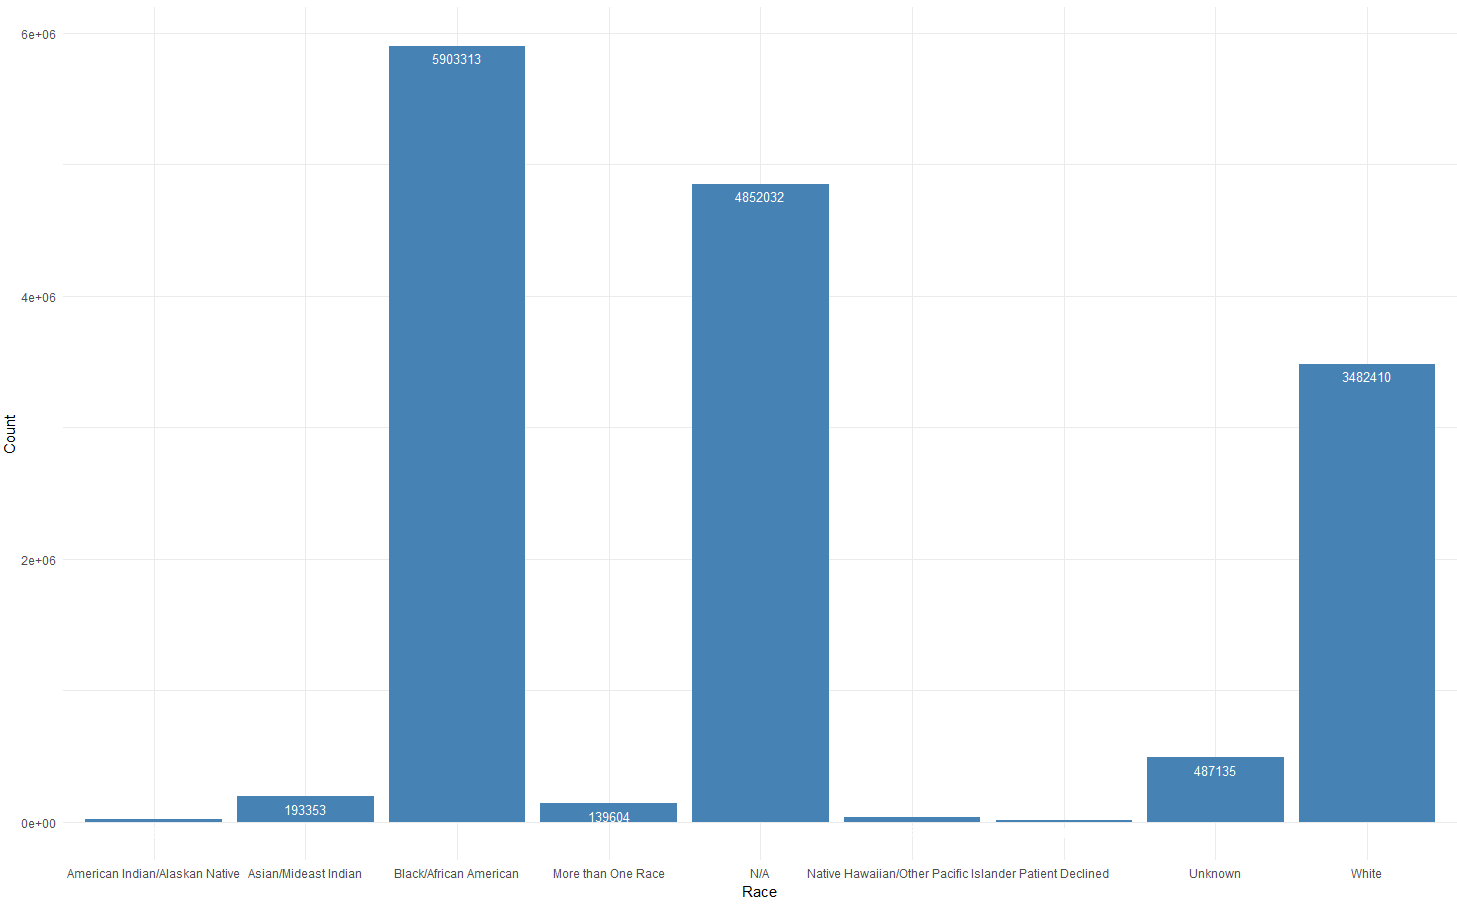 6e+06
5903313
4852032
4e+06
3482410
Count
2e+06
487135
193353
139604
0e+00
American Indian/Alaskan Native
Asian/Mideast Indian
Black/African American
More than One Race
N/A
Native Hawaiian/Other Pacific Islander
Patient Declined
Unknown
White
Race